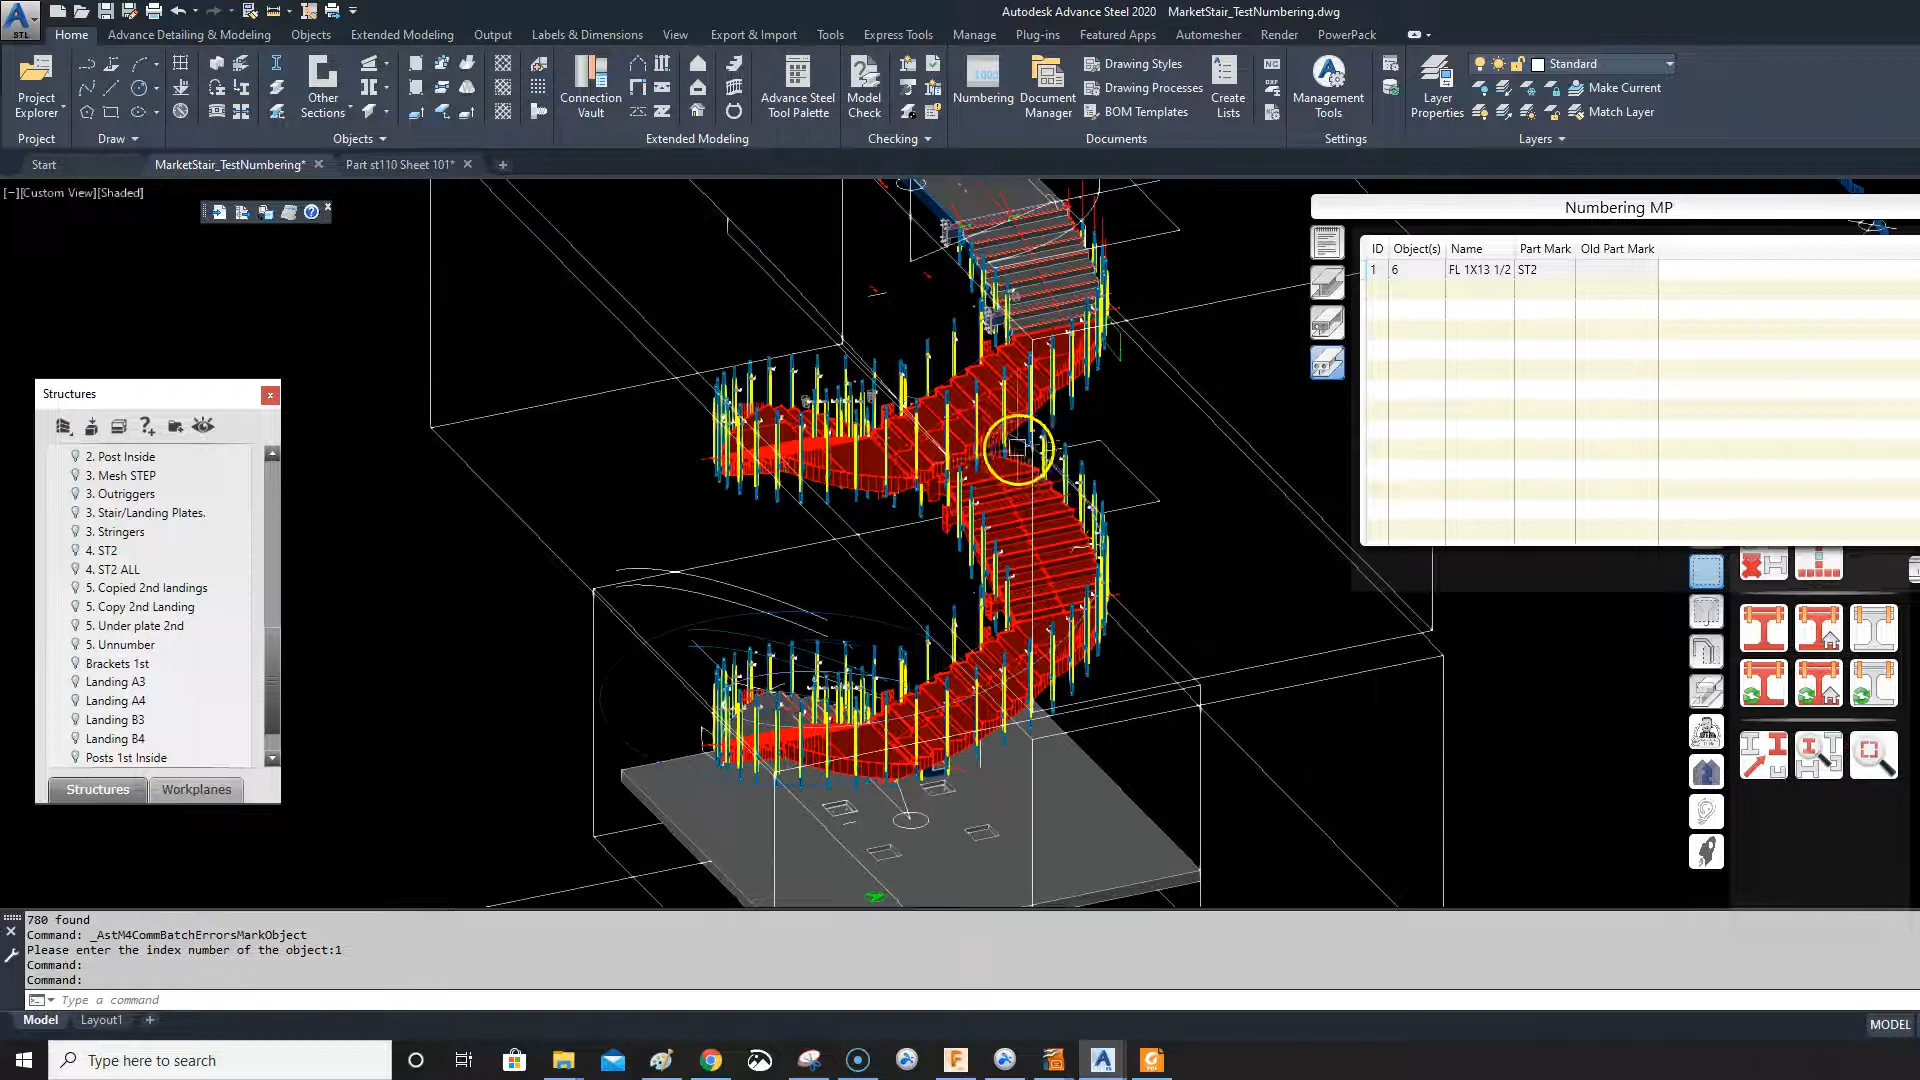 Autodesk Advance Steel 2020 MarketStair_TestNumbering.dwg
STL
Home Advance Detailing & Modeling Objects Extended Modeling Output Labels & Dimensions View Export & Import Tools Express Tools Manage Plug-ins Featured Apps Automesher Render PowerPack
Project Explorer
Other Sections
Connection Vault
Advance Steel Tool Palette
Model Check
Numbering
Document Manager
Drawing Styles
Drawing Processes
BOM Templates
Create Lists
NC
DXF
Management Tools
Layer Properties
Standard
Make Current
Match Layer
Project Draw Objects Extended Modeling Checking Documents Settings Layers
Start MarketStair_TestNumbering* Part st110 Sheet 101*
[−][Custom View][Shaded]
Numbering MP
ID Object(s) Name Part Mark Old Part Mark
1 6 FL 1X13 1/2 ST2
Structures
2. Post Inside
3. Mesh STEP
3. Outriggers
3. Stair/Landing Plates.
3. Stringers
4. ST2
4. ST2 ALL
5. Copied 2nd landings
5. Copy 2nd Landing
5. Under plate 2nd
5. Unnumber
Brackets 1st
Landing A3
Landing A4
Landing B3
Landing B4
Posts 1st Inside
Structures Workplanes
780 found
Command: _AstM4CommBatchErrorsMarkObject
Please enter the index number of the object:1
Command:
Command:
Type a command
Model Layout1
MODEL
Type here to search